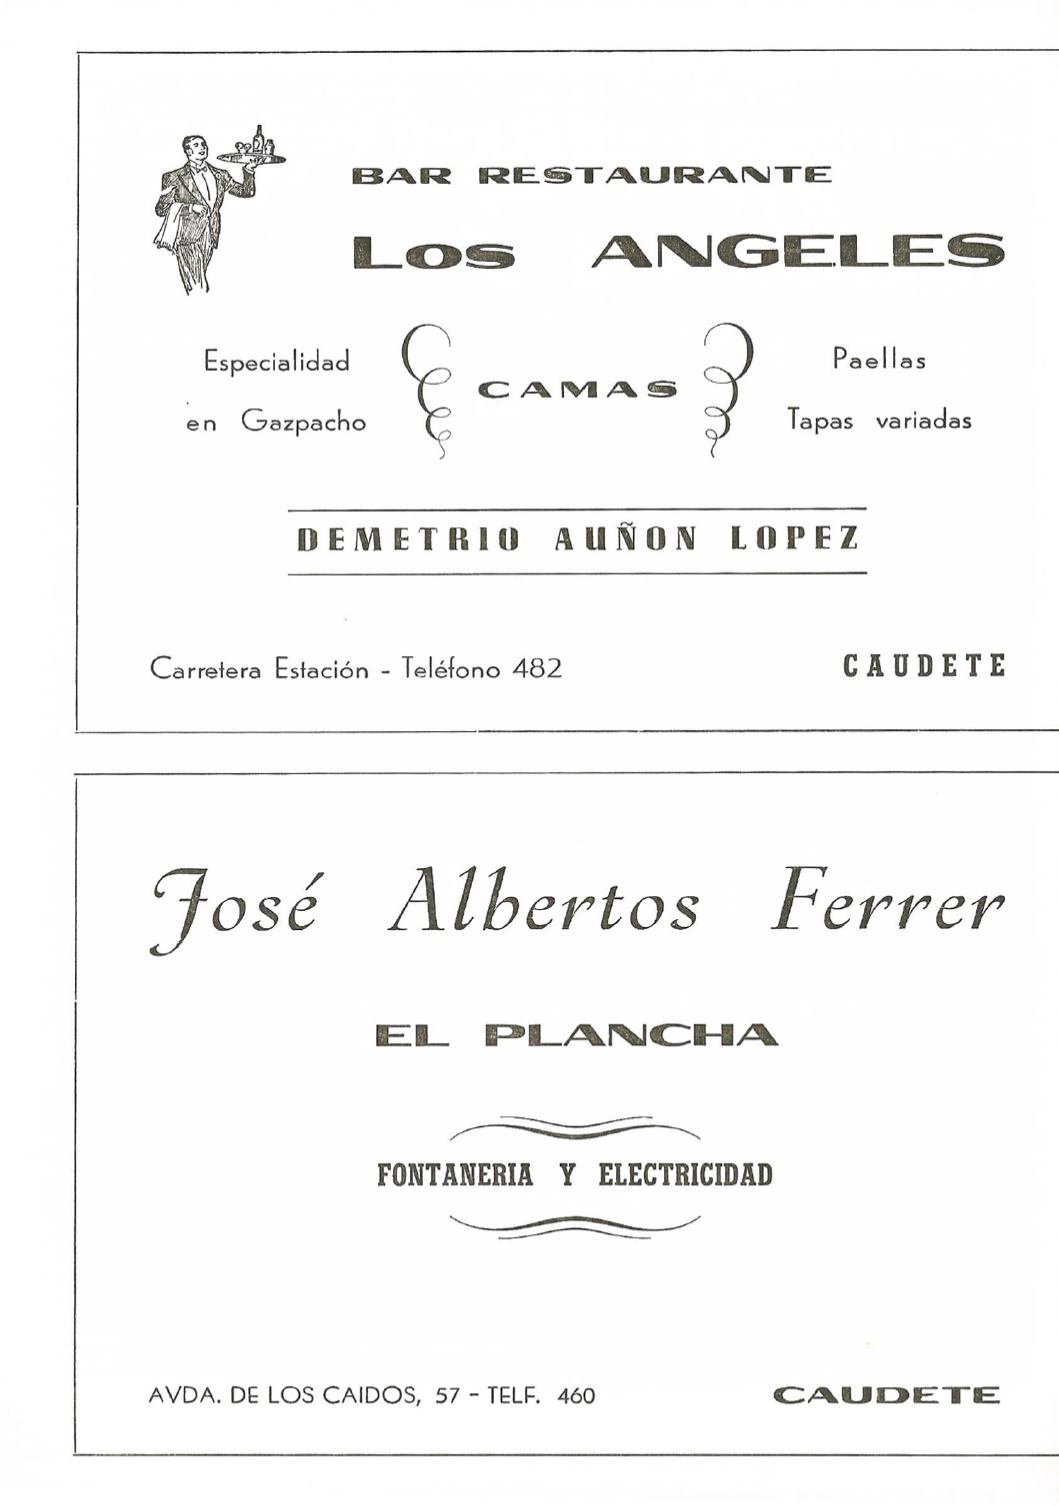 BAR RESTAURANTE
Los ANGELES
Especialidad
en Gazpacho
CAMAS
Paellas
Tapas variadas
DEMETRIO AUÑON LOPEZ
Carretera Estación - Teléfono 482
CAUDETE
José Albertos Ferrer
EL PLANCHA
FONTANERIA Y ELECTRICIDAD
AVDA. DE LOS CAIDOS, 57 - TELF. 460
CAUDETE